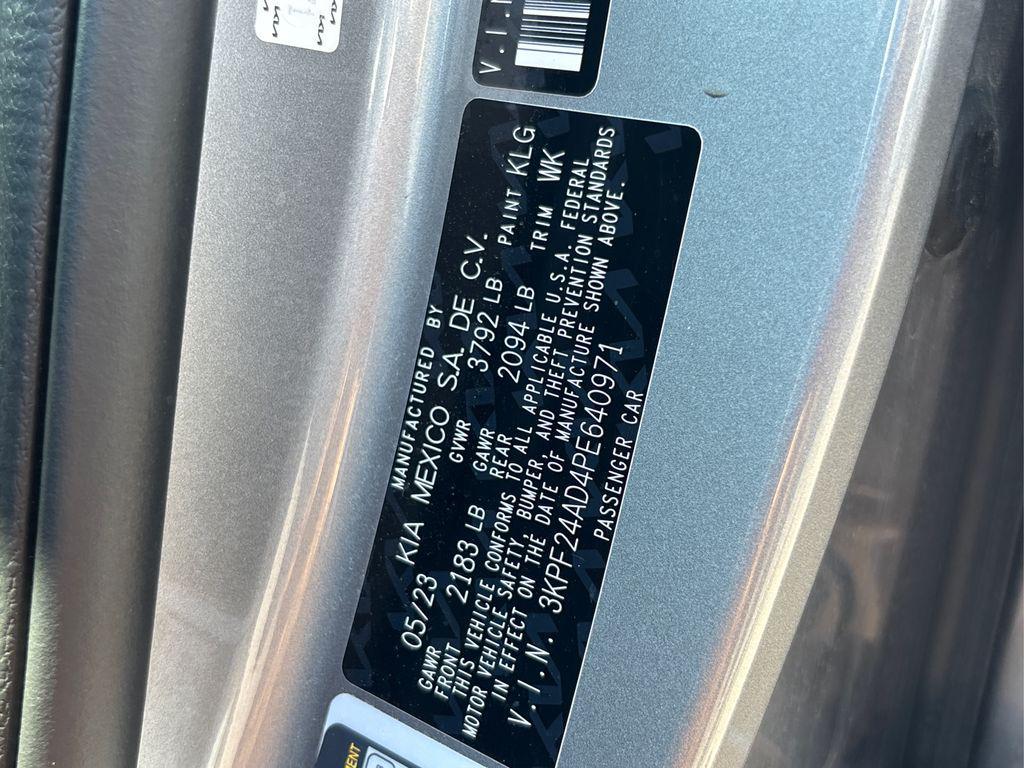 V.I.N
MANUFACTURED BY
05/23 KIA MEXICO S.A. DE C.V.
GVWR 3792 LB PAINT KLG
GAWR FRONT 2183 LB GAWR REAR 2094 LB TRIM WK
THIS VEHICLE CONFORMS TO ALL APPLICABLE U.S.A. FEDERAL
MOTOR VEHICLE SAFETY, BUMPER, AND THEFT PREVENTION STANDARDS
IN EFFECT ON THE DATE OF MANUFACTURE SHOWN ABOVE.
V.I.N. 3KPF24AD4PE640971
PASSENGER CAR